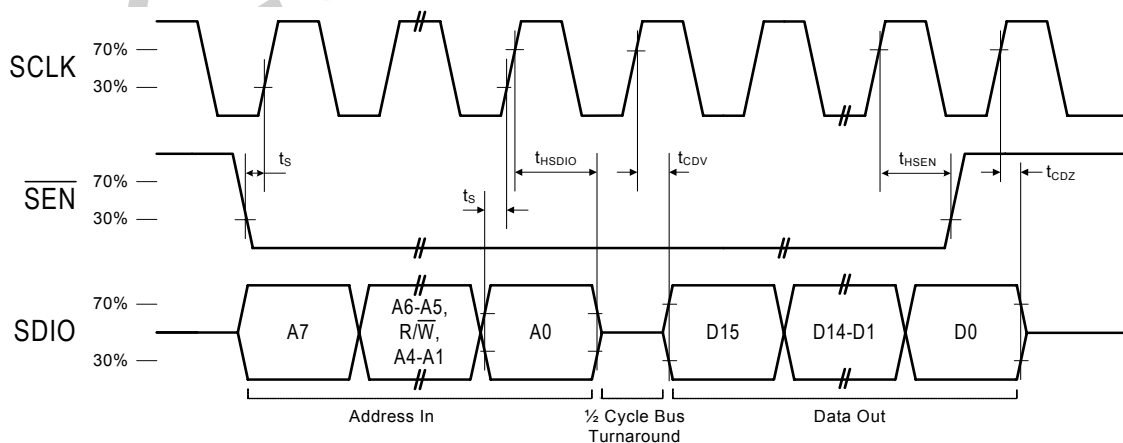 SCLK
70%
30%
tS
tHSDIO
tCDV
tHSEN
tCDZ
SEN
70%
30%
tS
SDIO
70%
30%
A7
A6-A5,
R/W,
A4-A1
A0
D15
D14-D1
D0
Address In
½ Cycle Bus
Turnaround
Data Out